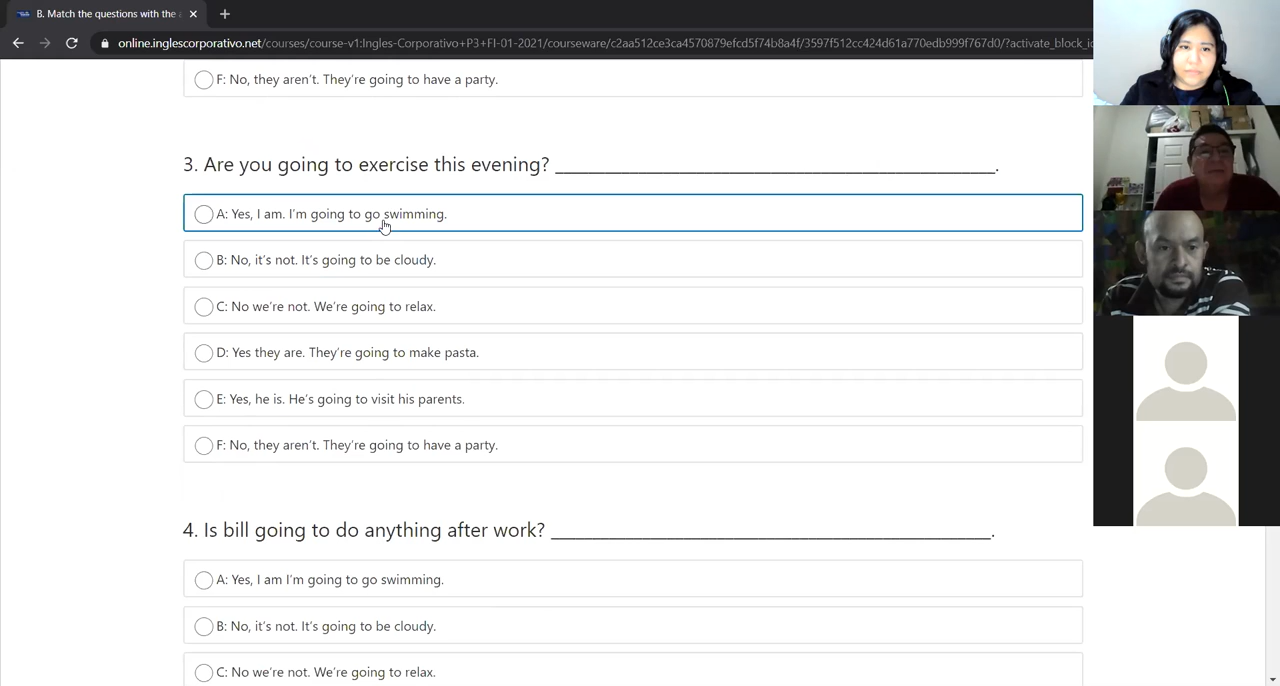 B. Match the questions with the
online.inglescorporativo.net/courses/course-v1:Ingles-Corporativo+P3+FI-01-2021/courseware/c2aa512ce3ca4570879efcd5f74b8a4f/3597f512cc424d61a770edb999f767d0/?activate_block_id
F: No, they aren't. They're going to have a party.
3. Are you going to exercise this evening? ____________________________________________.
A: Yes, I am. I'm going to go swimming.
B: No, it's not. It's going to be cloudy.
C: No we're not. We're going to relax.
D: Yes they are. They're going to make pasta.
E: Yes, he is. He's going to visit his parents.
F: No, they aren't. They're going to have a party.
4. Is bill going to do anything after work? ____________________________________________.
A: Yes, I am I'm going to go swimming.
B: No, it's not. It's going to be cloudy.
C: No we're not. We're going to relax.